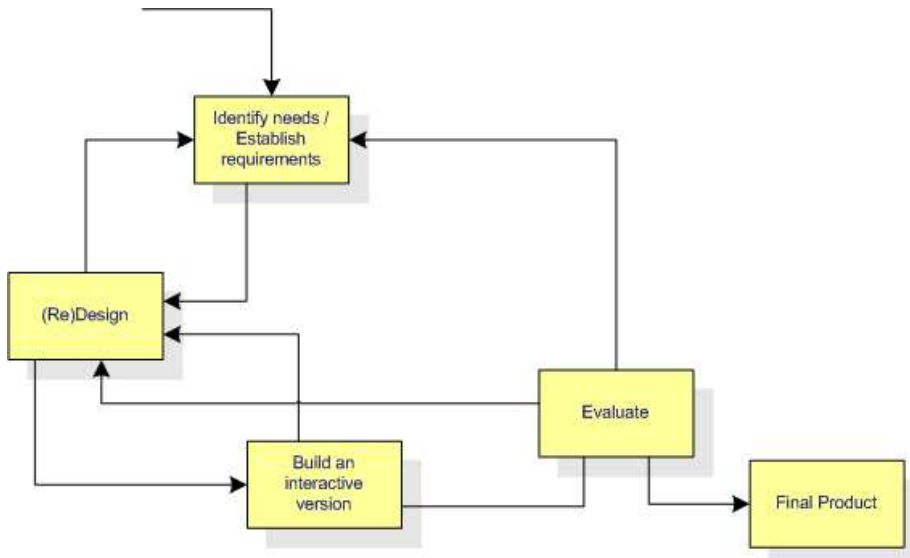 Identify needs /
Establish
requirements
(Re)Design
Evaluate
Build an
interactive
version
Final Product